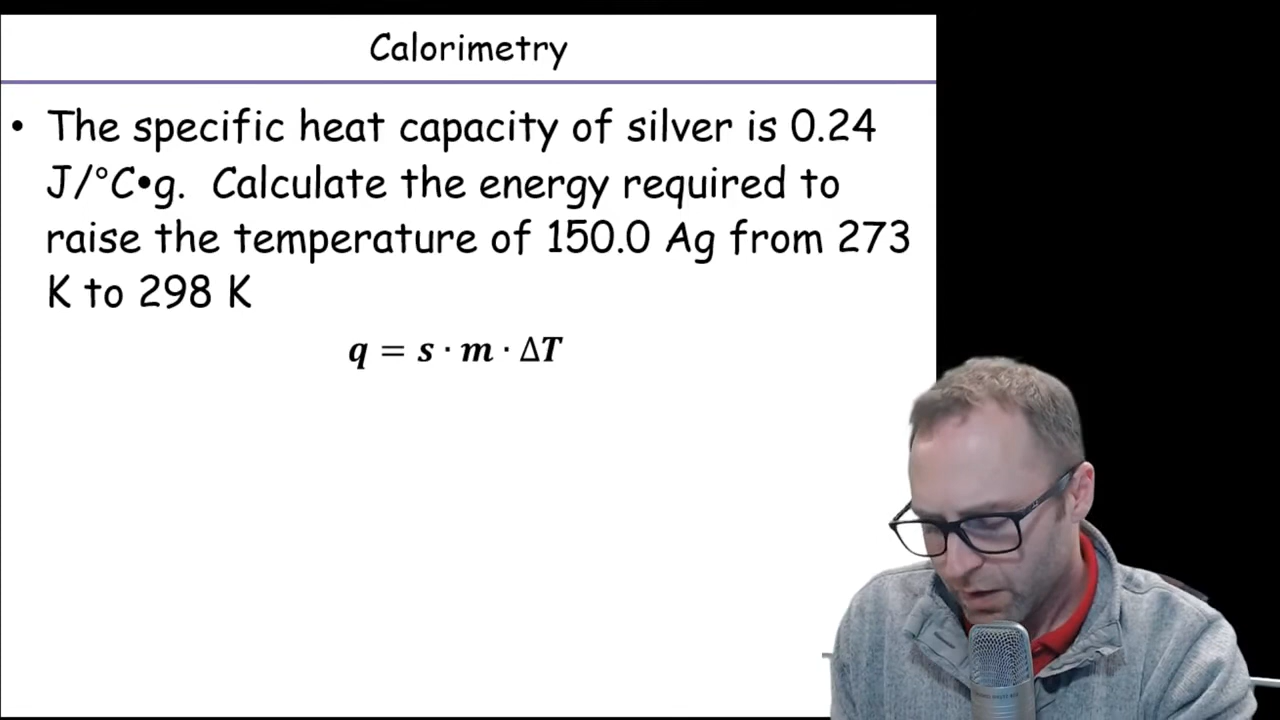 Calorimetry
• The specific heat capacity of silver is 0.24
J/°C•g. Calculate the energy required to
raise the temperature of 150.0 Ag from 273
K to 298 K
q = s · m · ΔT